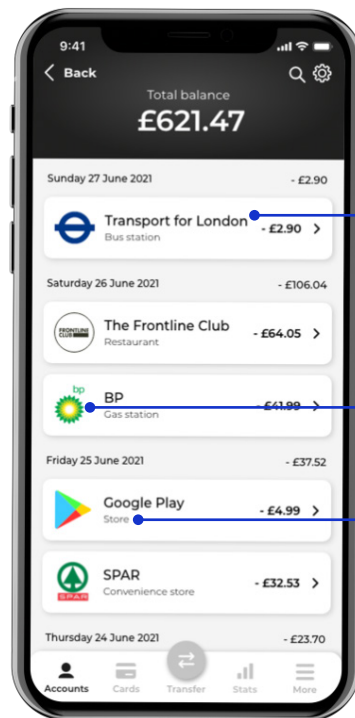 9:41
Back
Total balance
£621.47
Sunday 27 June 2021 - £2.90
Transport for London - £2.90
Bus station
Saturday 26 June 2021 - £106.04
FRONTLINE CLUB The Frontline Club - £64.05
Restaurant
bp
BP - £41.99
Gas station
Friday 25 June 2021 - £37.52
Google Play - £4.99
Store
SPAR - £32.53
SPAR Convenience store
Thursday 24 June 2021 - £23.70
Accounts Cards Transfer Stats More